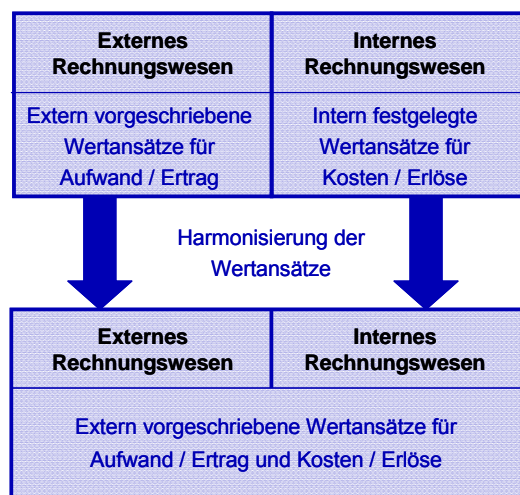 Externes
Rechnungswesen
Internes
Rechnungswesen
Extern vorgeschriebene
Wertansätze für
Aufwand / Ertrag
Intern festgelegte
Wertansätze für
Kosten / Erlöse
Harmonisierung der
Wertansätze
Externes
Rechnungswesen
Internes
Rechnungswesen
Extern vorgeschriebene Wertansätze für
Aufwand / Ertrag und Kosten / Erlöse